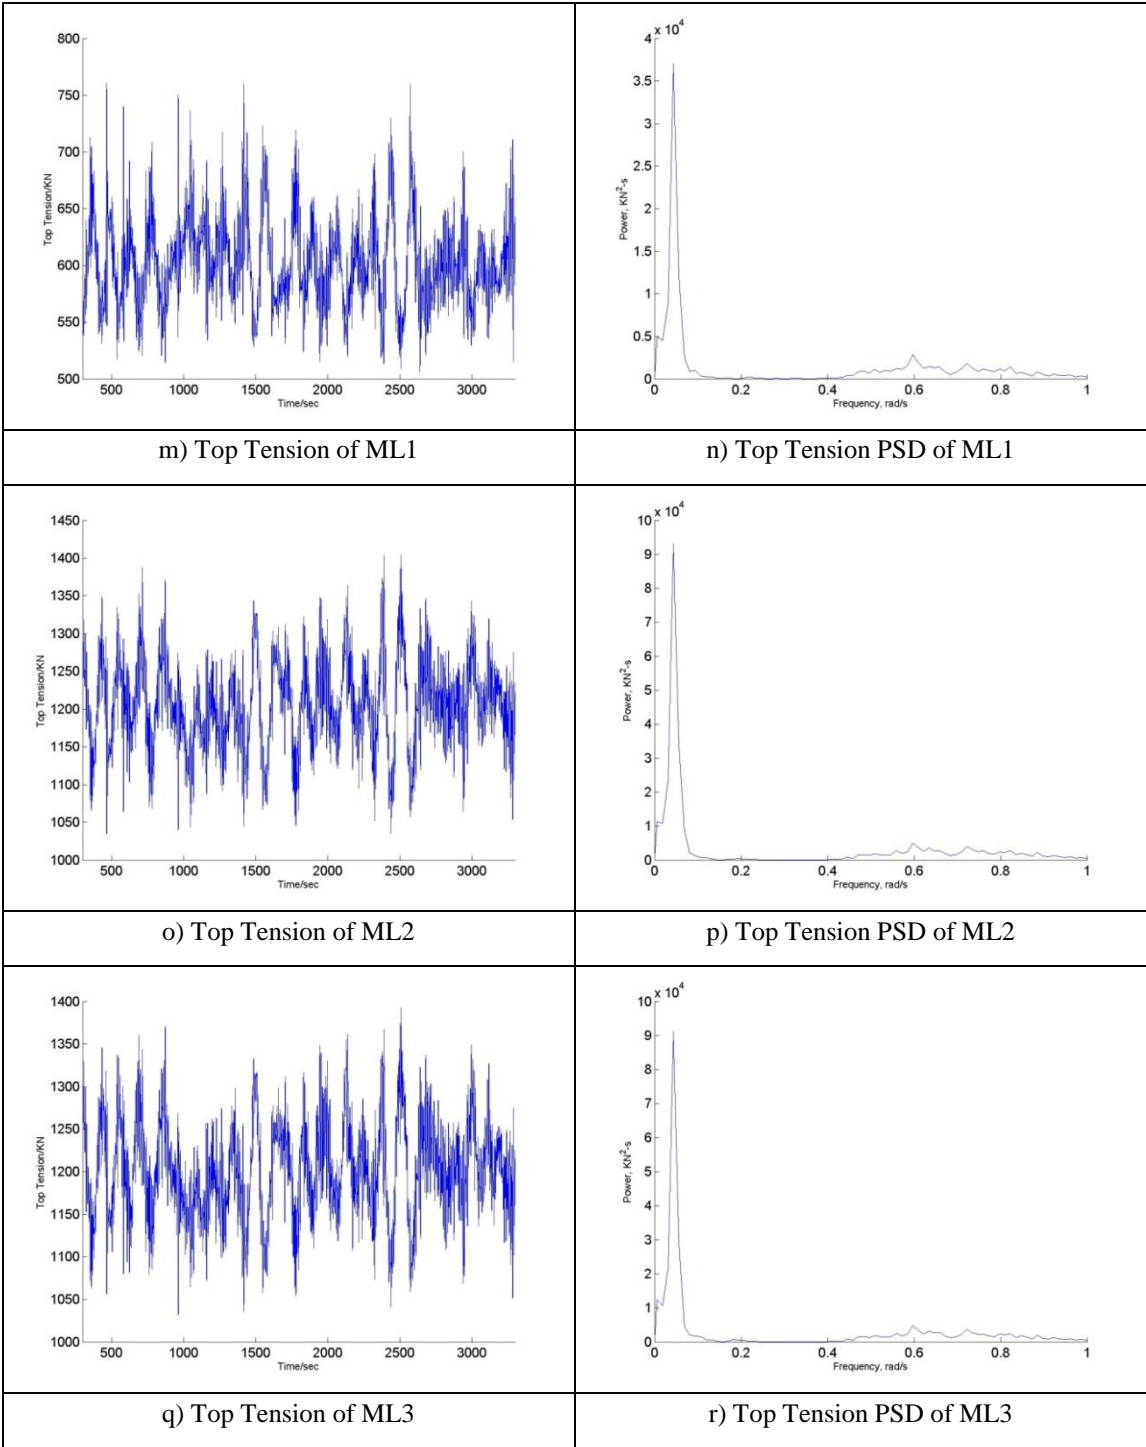 800
750
700
650
600
550
500
Top Tension/KN
500 1000 1500 2000 2500 3000
Time/sec
x 10^4
4
3.5
3
2.5
2
1.5
1
0.5
0
Power, KN^2-s
0 0.2 0.4 0.6 0.8 1
Frequency, rad/s
m) Top Tension of ML1
n) Top Tension PSD of ML1
1450
1400
1350
1300
1250
1200
1150
1100
1050
1000
Top Tension/KN
500 1000 1500 2000 2500 3000
Time/sec
x 10^4
10
9
8
7
6
5
4
3
2
1
0
Power, KN^2-s
0 0.2 0.4 0.6 0.8 1
Frequency, rad/s
o) Top Tension of ML2
p) Top Tension PSD of ML2
1400
1350
1300
1250
1200
1150
1100
1050
1000
Top Tension/KN
500 1000 1500 2000 2500 3000
Time/sec
x 10^4
10
9
8
7
6
5
4
3
2
1
0
Power, KN^2-s
0 0.2 0.4 0.6 0.8 1
Frequency, rad/s
q) Top Tension of ML3
r) Top Tension PSD of ML3